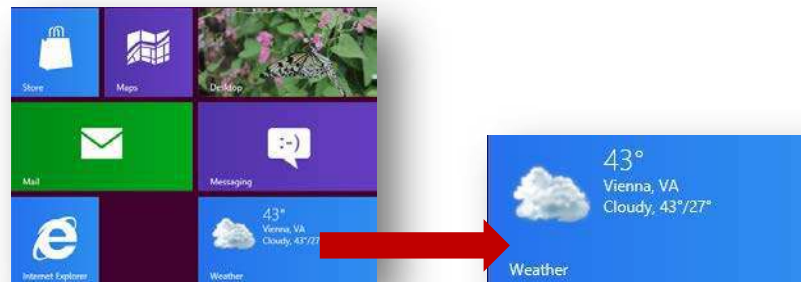 Store
Maps
Desktop
Mail
:-)
Messaging
Internet Explorer
43°
Vienna, VA
Cloudy, 43°/27
Weather
43°
Vienna, VA
Cloudy, 43°/27°
Weather